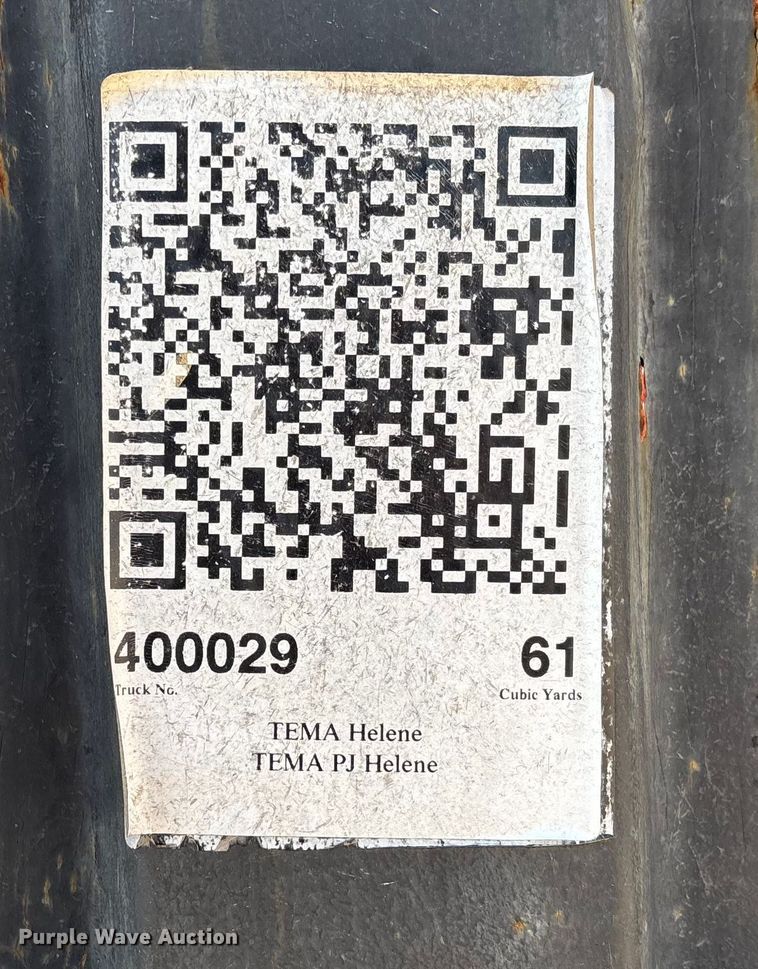 400029
61
Truck No.
Cubic Yards
TEMA Helene
TEMA PJ Helene
Purple Wave Auction